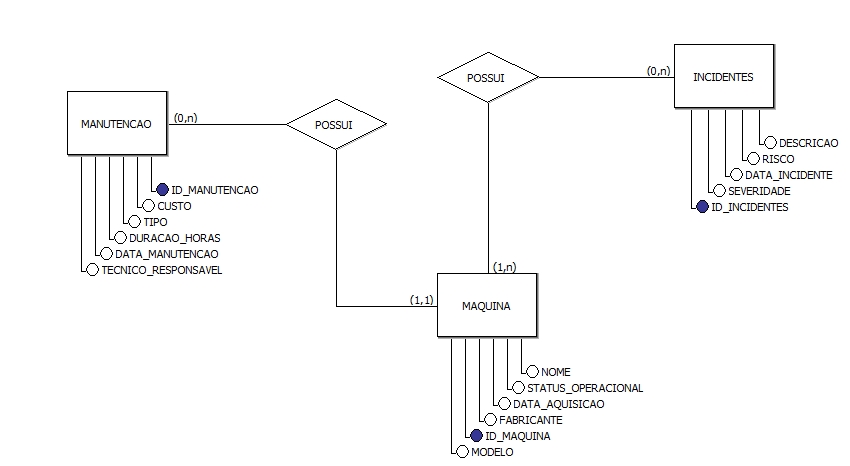 POSSUI
(0,n)
INCIDENTES
MANUTENCAO
(0,n)
POSSUI
DESCRICAO
RISCO
DATA_INCIDENTE
SEVERIDADE
ID_INCIDENTES
ID_MANUTENCAO
CUSTO
TIPO
DURACAO_HORAS
DATA_MANUTENCAO
TECNICO_RESPONSAVEL
(1,n)
(1,1)
MAQUINA
NOME
STATUS_OPERACIONAL
DATA_AQUISICAO
FABRICANTE
ID_MAQUINA
MODELO